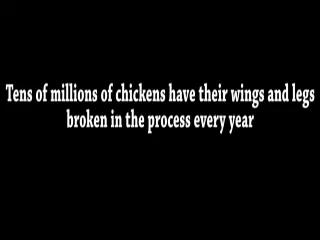 Tens of millions of chickens have their wings and legs
broken in the process every year